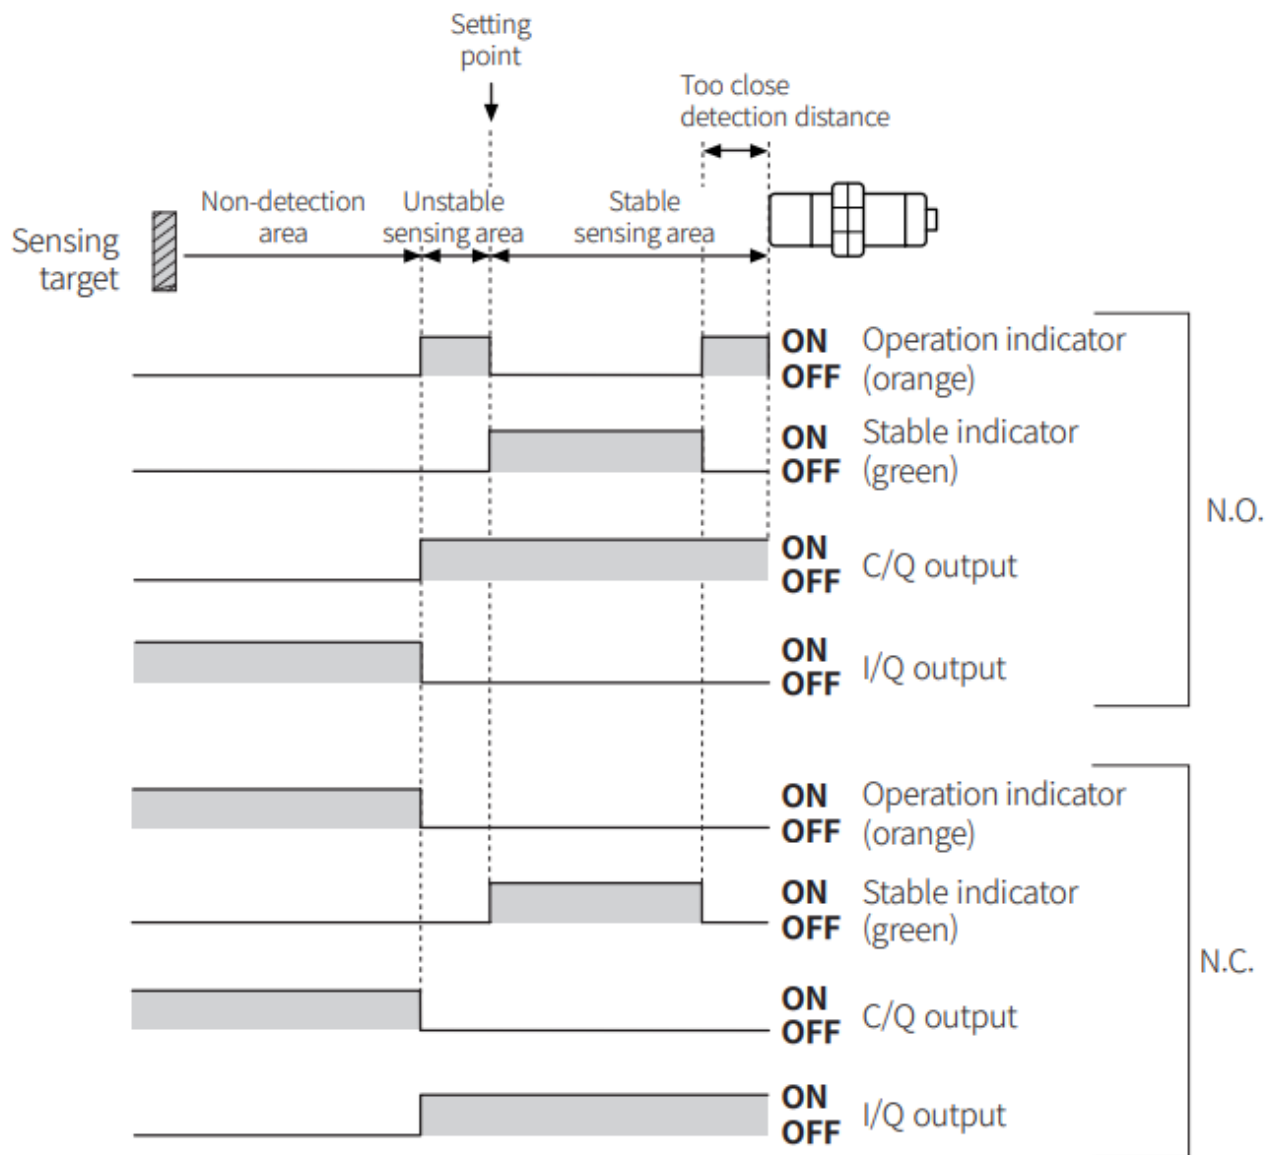 Setting
point
Too close
detection distance
Non-detection
area
Unstable
sensing area
Stable
sensing area
Sensing
target
ON
OFF
Operation indicator
(orange)
ON
OFF
Stable indicator
(green)
N.O.
ON
OFF
C/Q output
ON
OFF
I/Q output
ON
OFF
Operation indicator
(orange)
ON
OFF
Stable indicator
(green)
N.C.
ON
OFF
C/Q output
ON
OFF
I/Q output